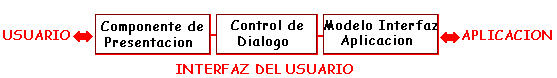 USUARIO
Componente de
Presentacion
Control de
Dialogo
Modelo Interfaz
Aplicacion
APLICACION
INTERFAZ DEL USUARIO